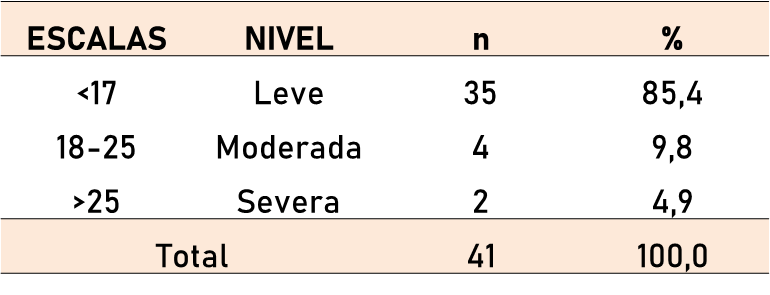 ESCALAS NIVEL n %
<17 Leve 35 85,4
18-25 Moderada 4 9,8
>25 Severa 2 4,9
Total 41 100,0